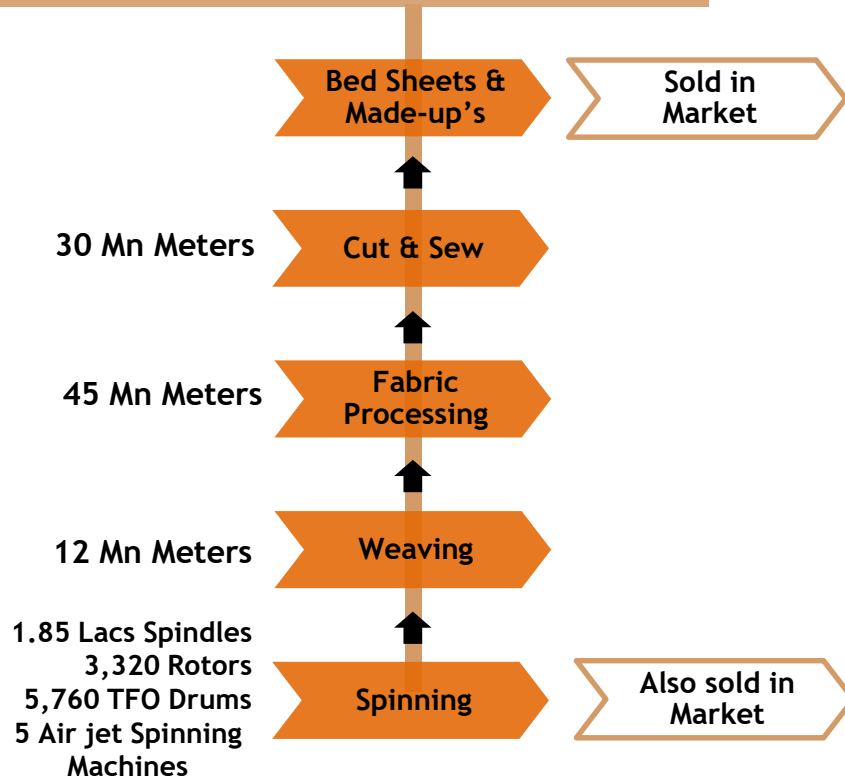 Bed Sheets &
Made-up’s
Sold in
Market
30 Mn Meters
Cut & Sew
45 Mn Meters
Fabric
Processing
12 Mn Meters
Weaving
1.85 Lacs Spindles
3,320 Rotors
5,760 TFO Drums
5 Air jet Spinning
Machines
Spinning
Also sold in
Market